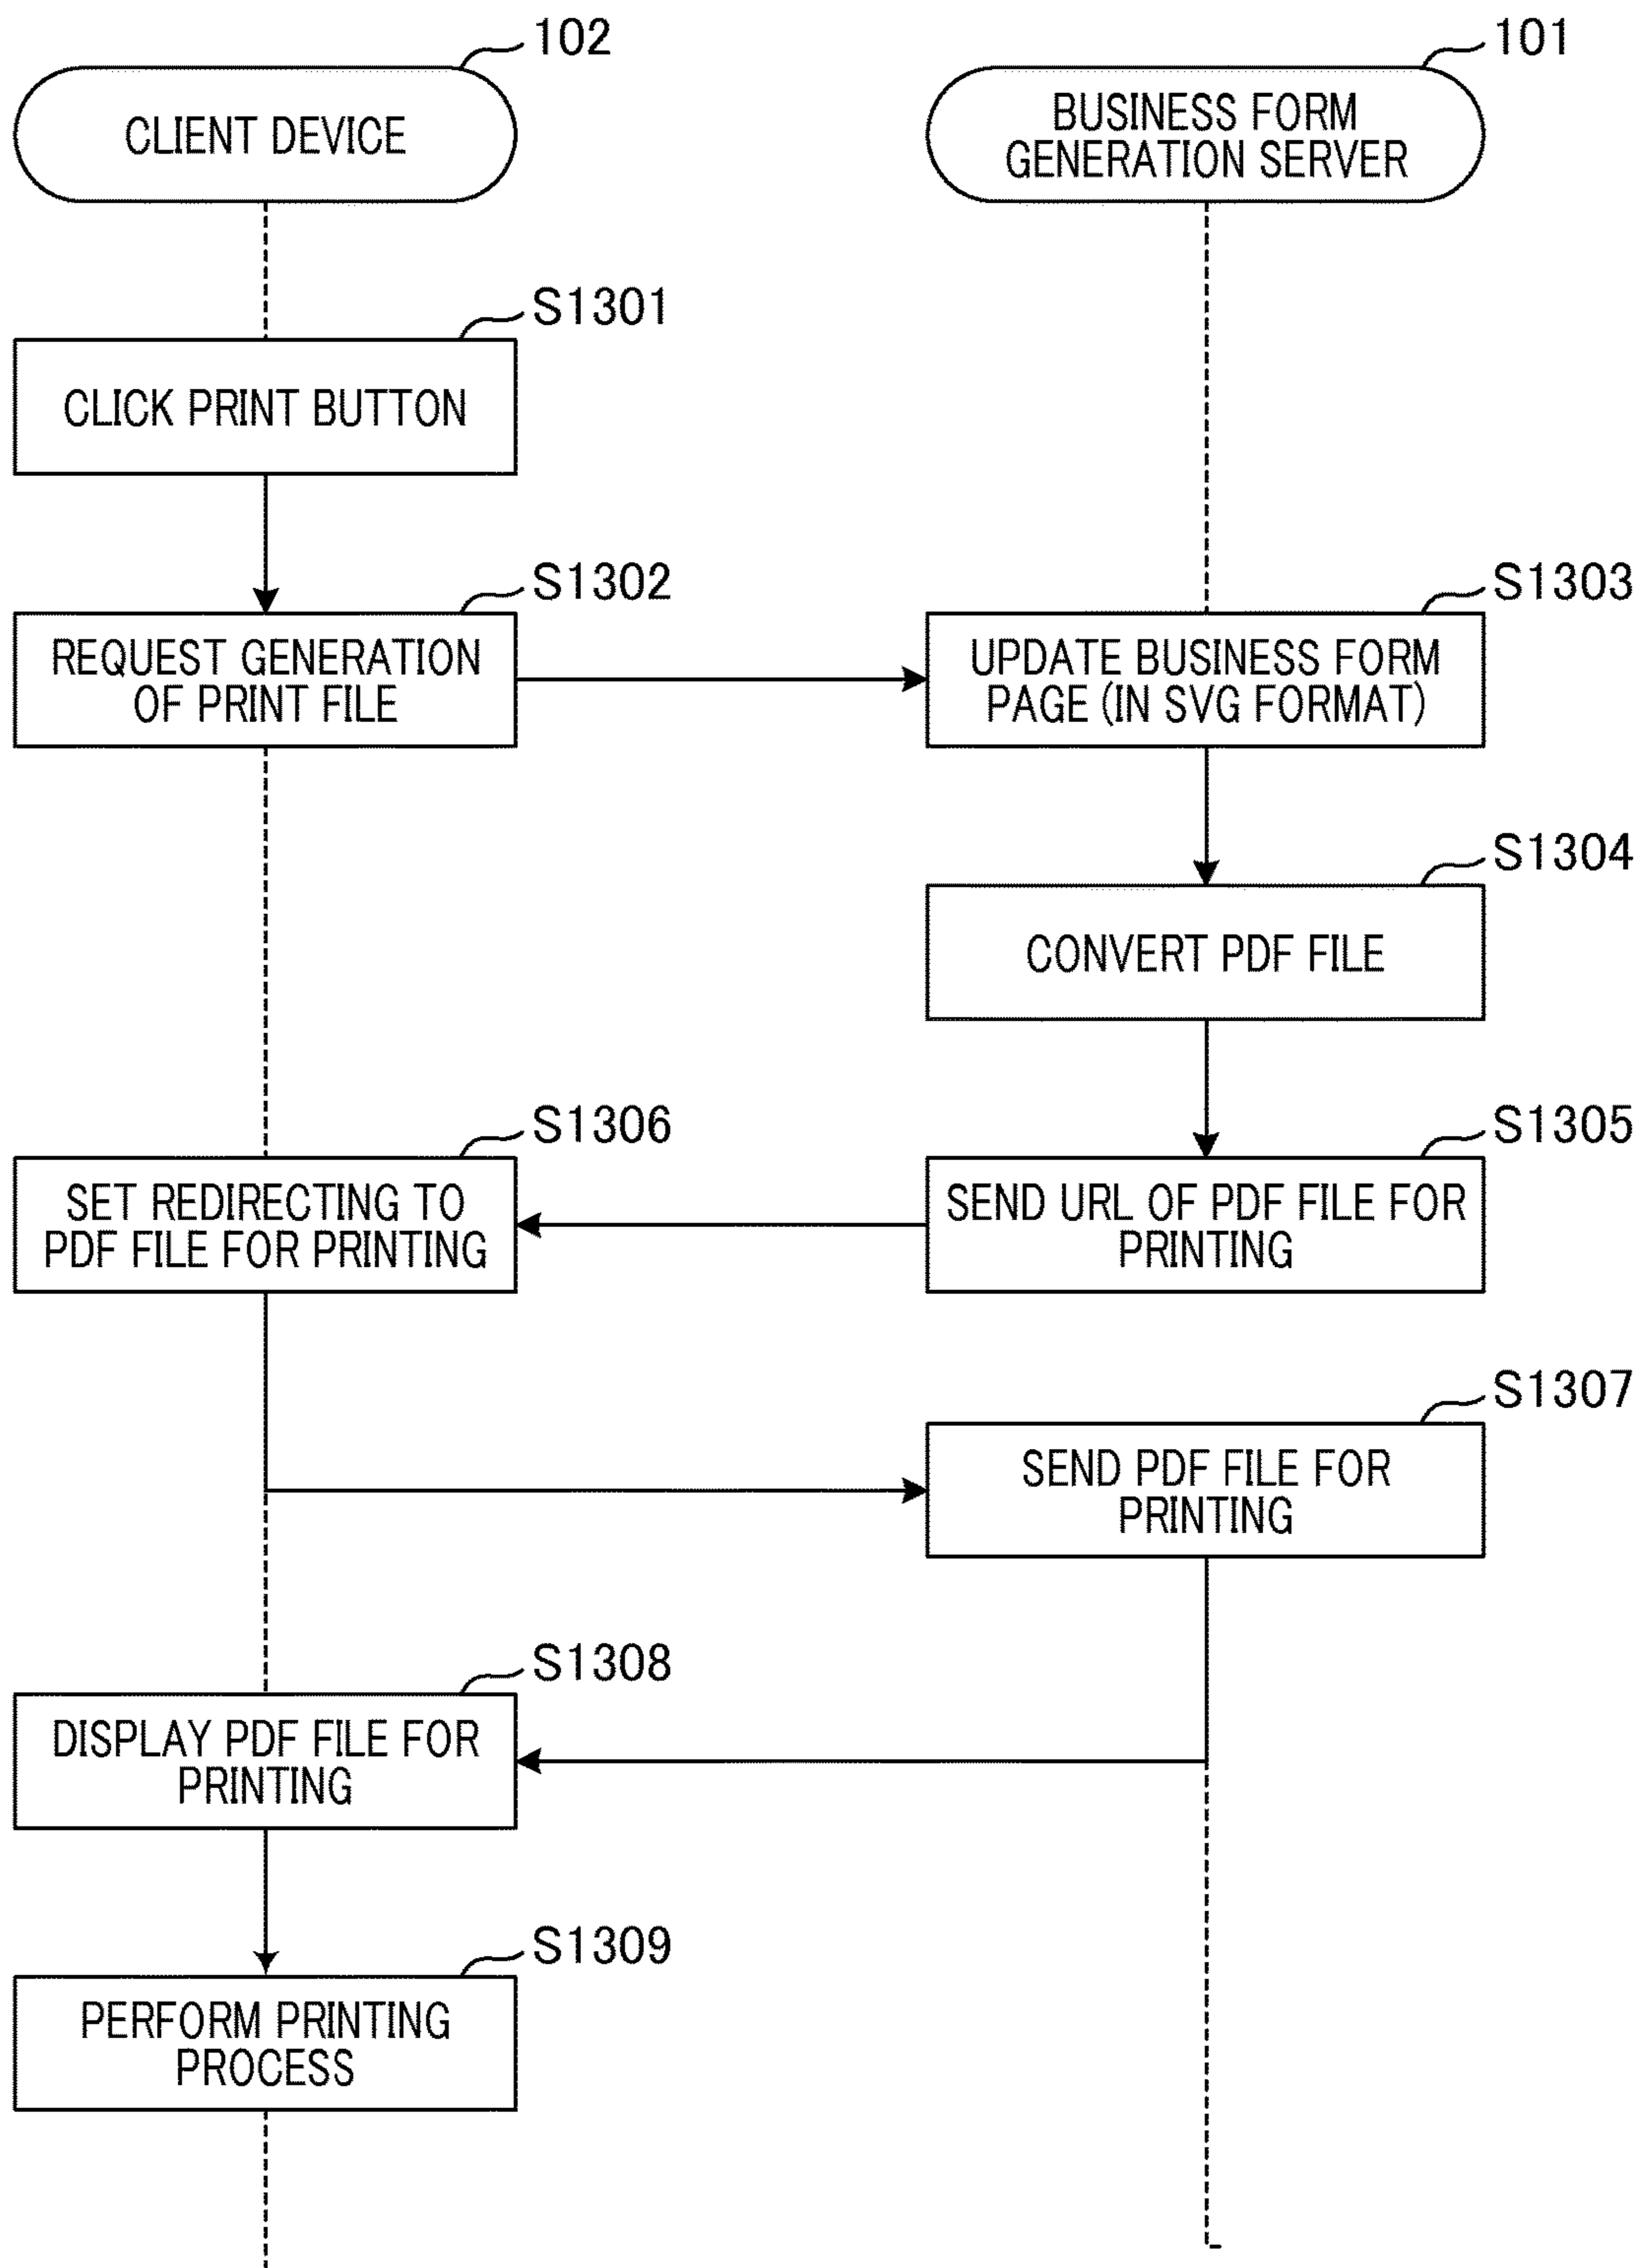 102
CLIENT DEVICE
101
BUSINESS FORM
GENERATION SERVER
S1301
CLICK PRINT BUTTON
S1302
REQUEST GENERATION
OF PRINT FILE
S1303
UPDATE BUSINESS FORM
PAGE (IN SVG FORMAT)
S1304
CONVERT PDF FILE
S1305
SEND URL OF PDF FILE FOR
PRINTING
S1306
SET REDIRECTING TO
PDF FILE FOR PRINTING
S1307
SEND PDF FILE FOR
PRINTING
S1308
DISPLAY PDF FILE FOR
PRINTING
S1309
PERFORM PRINTING
PROCESS